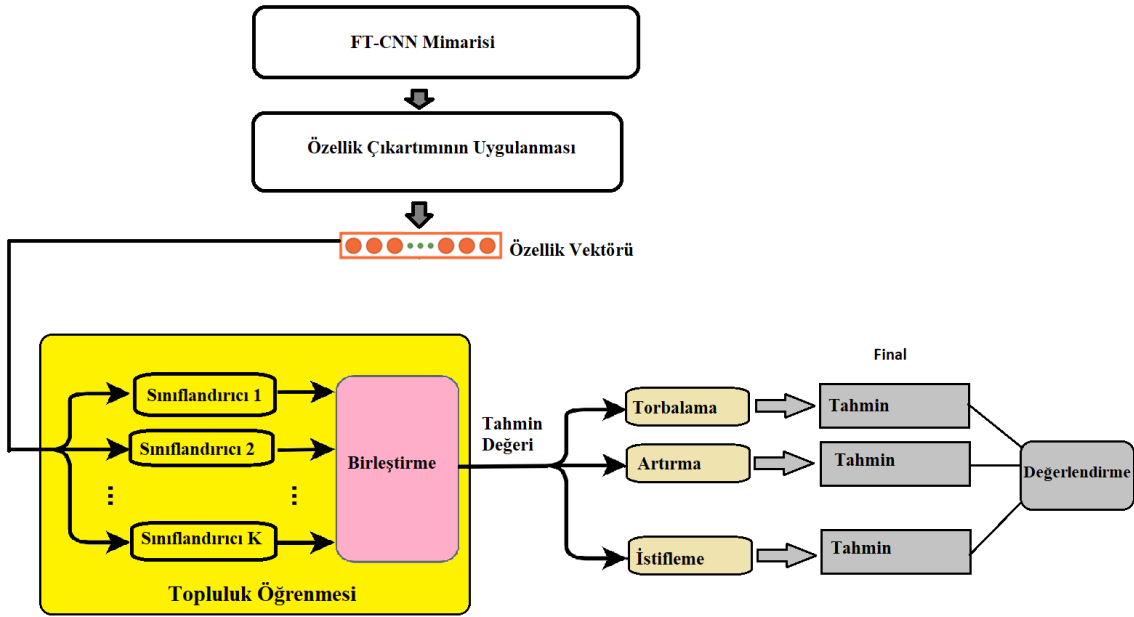 FT-CNN Mimarisi
Özellik Çıkartımının Uygulanması
Özellik Vektörü
Sınıflandırıcı 1
Sınıflandırıcı 2
Sınıflandırıcı K
Birleştirme
Topluluk Öğrenmesi
Tahmin
Değeri
Torbalama
Artırma
İstifleme
Final
Tahmin
Tahmin
Tahmin
Değerlendirme